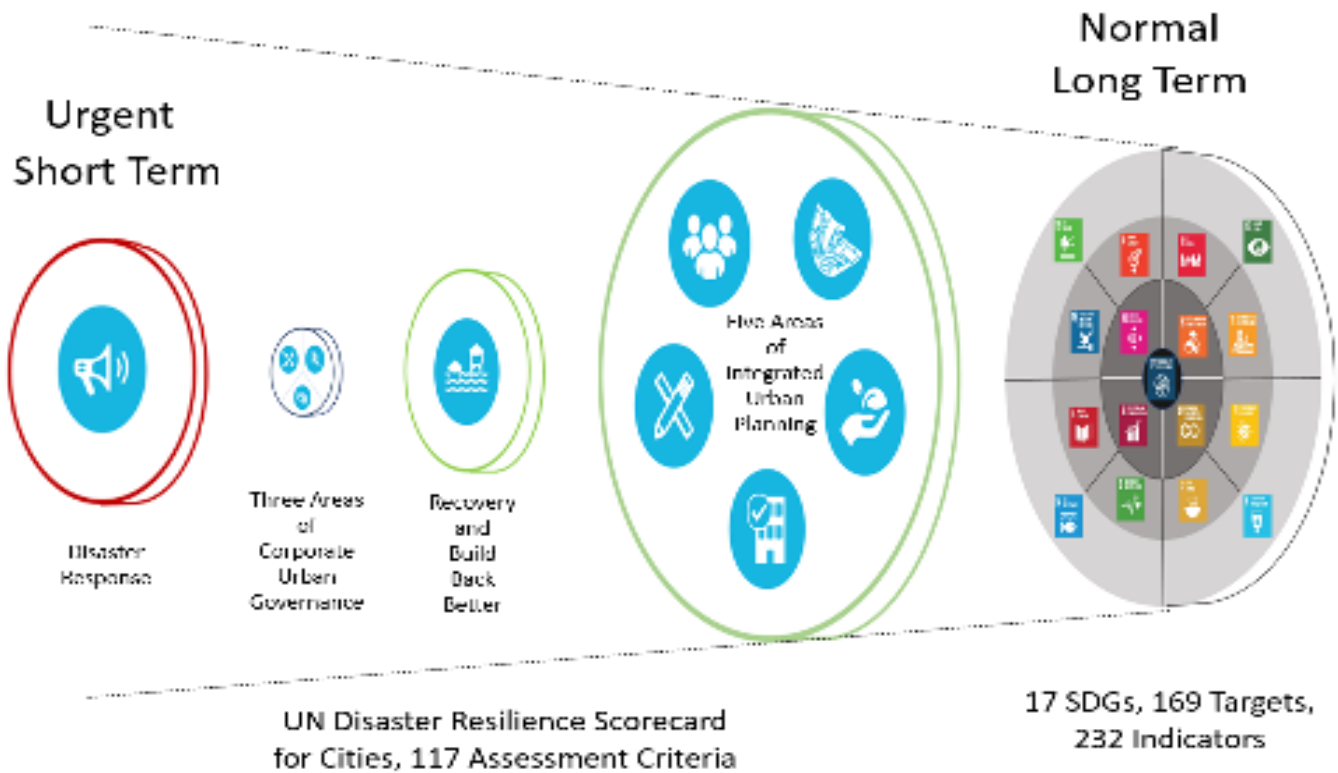 Urgent
Short Term
Normal
Long Term
Disaster
Response
Three Areas
of
Corporate
Urban
Governance
Recovery
and
Build
Back
Better
Five Areas
of
Integrated
Urban
Planning
UN Disaster Resilience Scorecard
for Cities, 117 Assessment Criteria
17 SDGs, 169 Targets,
232 Indicators